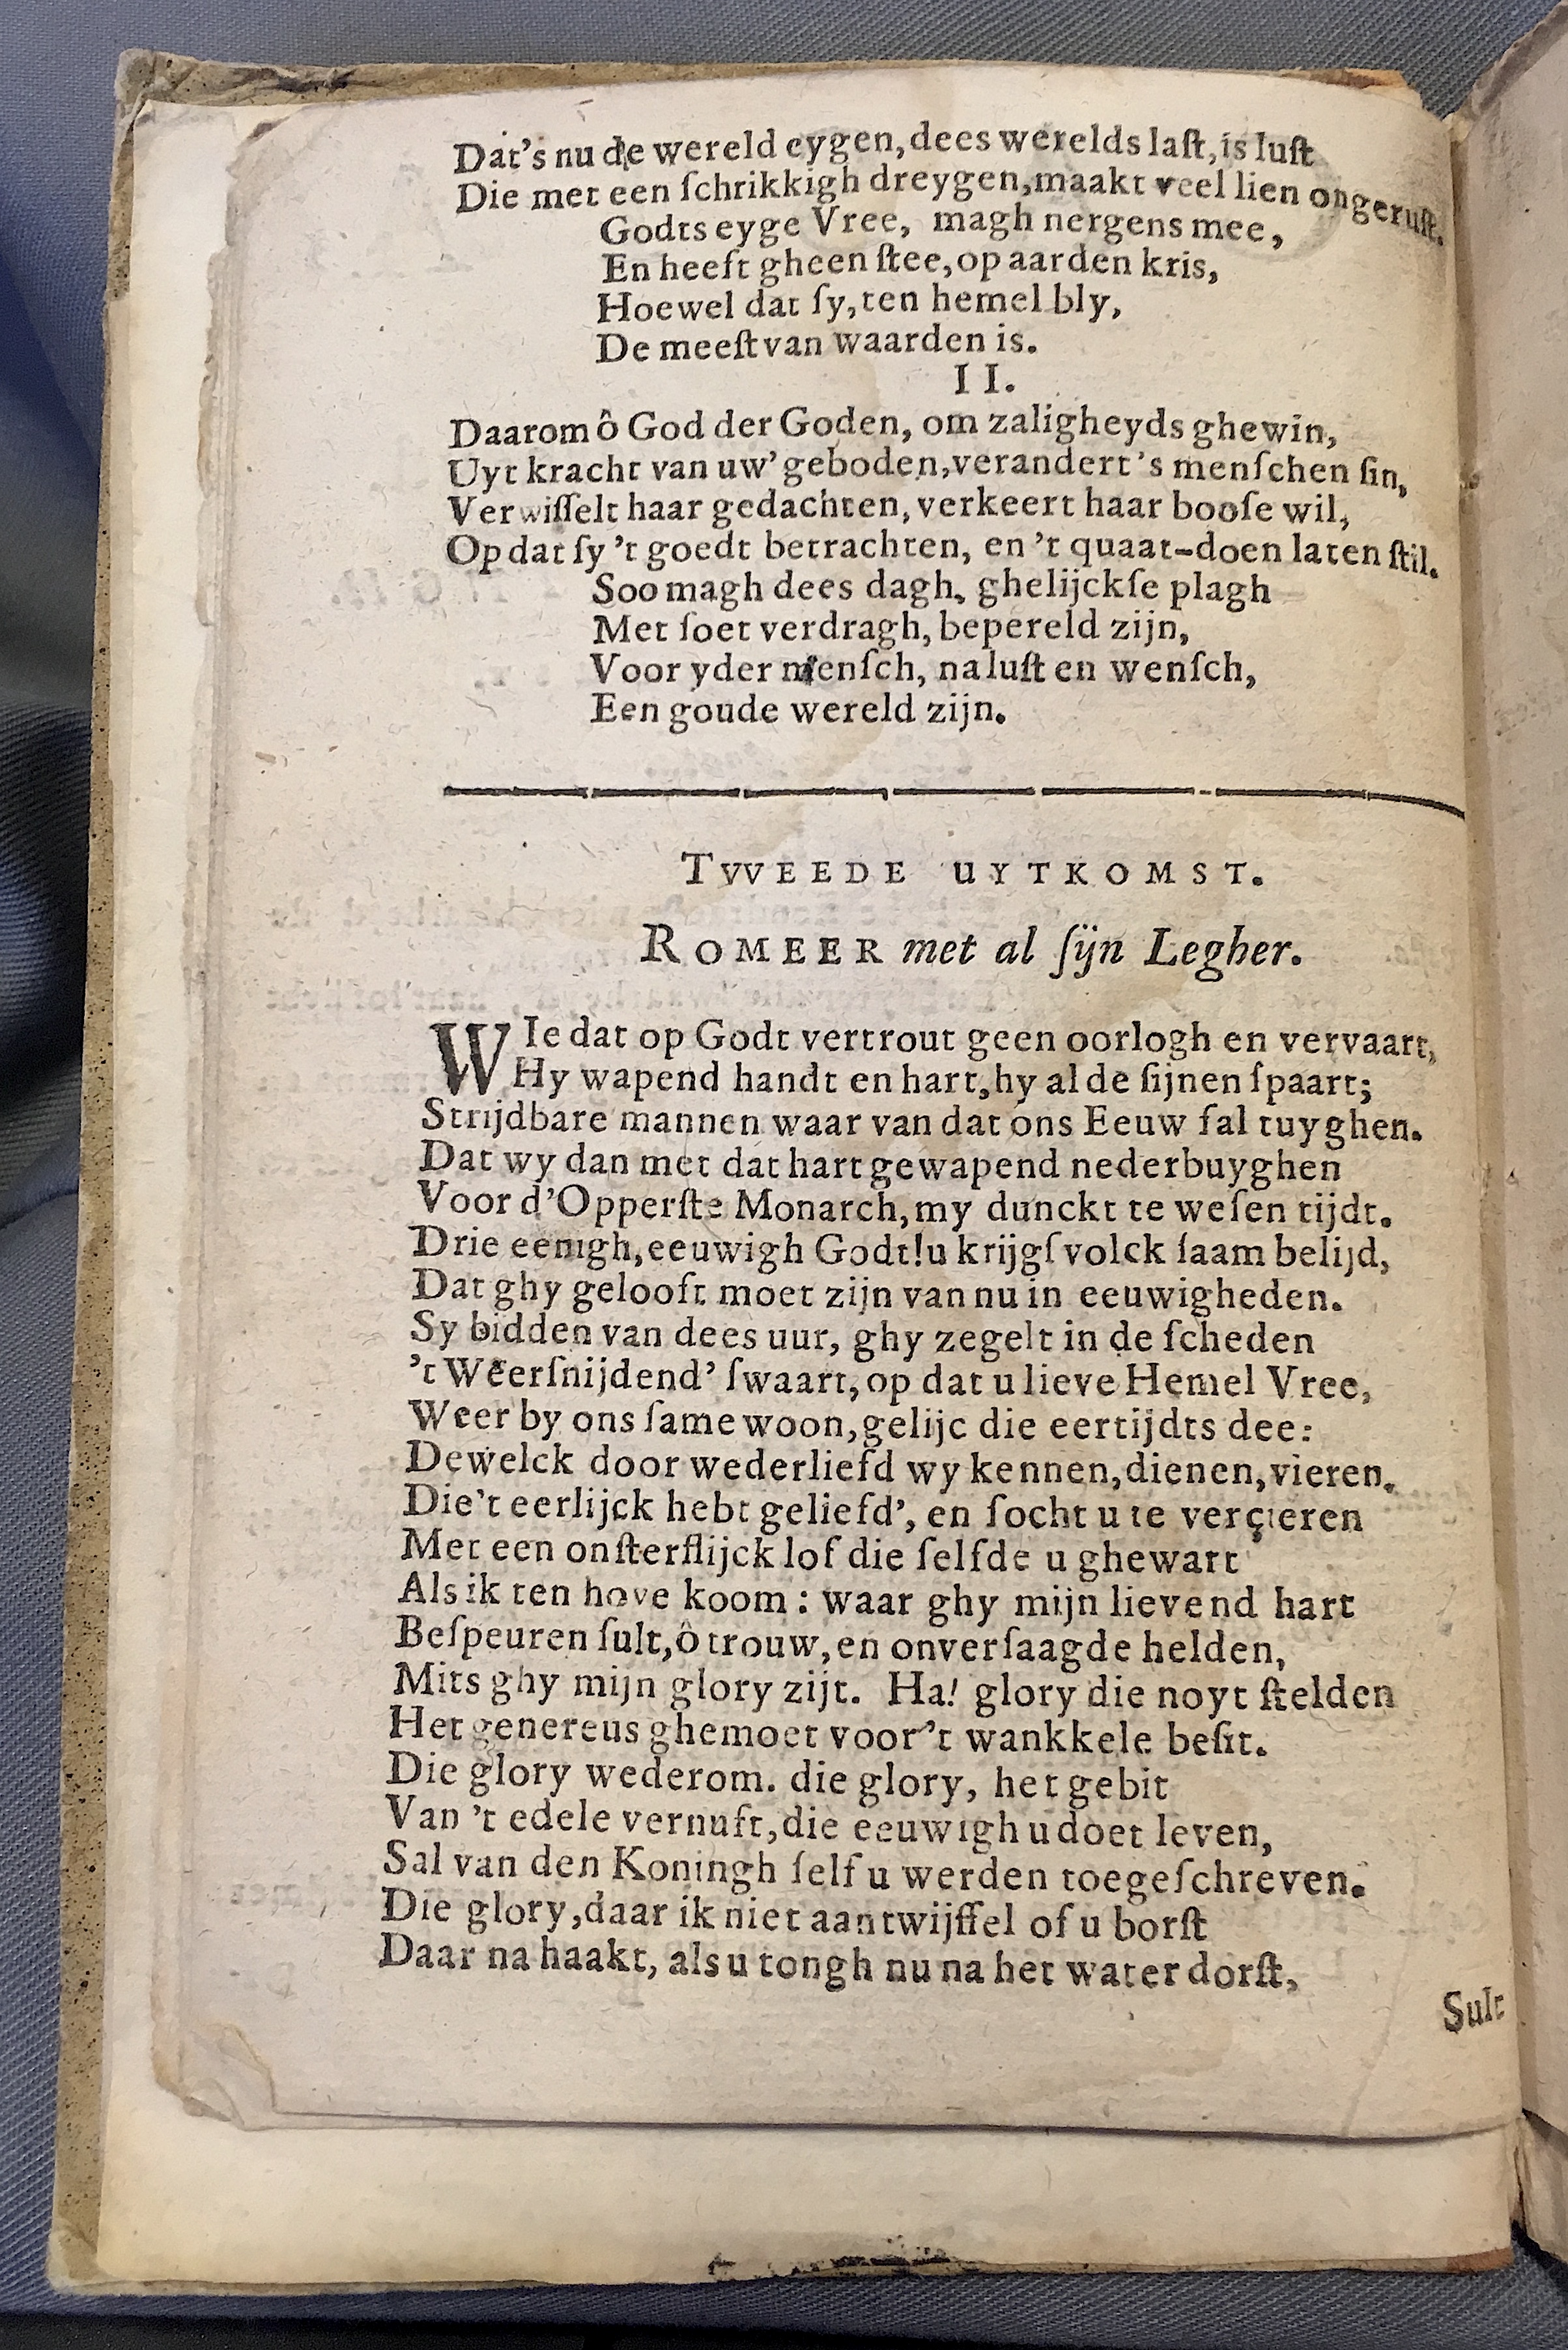 Dat's nu de wereld eygen, dees werelds laſt, is luſt
Die met een ſchrikkigh dreygen, maakt veel lien ongeruſt.
Godts eyge Vree, magh nergens mee,
En heeft gheen ſtee, op aarden kris,
Hoewel dat ſy, ten hemel bly,
De meeſt van waarden is.
II.
Daarom ô God der Goden, om zaligheyds ghewin,
Uyt kracht van uw' geboden, verandert 's menſchen ſin,
Verwiſſelt haar gedachten, verkeert haar booſe wil,
Op dat ſy 't goedt betrachten, en 't quaat-doen laten ſtil.
Soo magh dees dagh, ghelijckſe plagh
Met ſoet verdragh, bepereld zijn,
Voor yder menſch, na luſt en wenſch,
Een goude wereld zijn.
TVVEEDE UYTKOMST.
ROMEER met al ſijn Legher.
WIe dat op Godt vertrout geen oorlogh en vervaart,
Hy wapend handt en hart, hy al de ſijnen ſpaart;
Strijdbare mannen waar van dat ons Eeuw ſal tuyghen.
Dat wy dan met dat hart gewapend nederbuyghen
Voor d'Opperſte Monarch, my dunckt te weſen tijdt.
Drie eenigh, eeuwigh Godt! u krijgſvolck ſaam belijd,
Dat ghy gelooft moet zijn van nu in eeuwigheden.
Sy bidden van dees uur, ghy zegelt in de ſcheden
't Weerſnijdend' ſwaart, op dat u lieve Hemel Vree,
Weer by ons ſame woon, gelijc die eertijdts dee:
Dewelck door wederliefd wy kennen, dienen, vieren.
Die't eerlijck hebt geliefd', en ſocht u te verçieren
Met een onſterflijck lof die ſelfde u ghewart
Als ik ten hove koom: waar ghy mijn lievend hart
Beſpeuren ſult, ô trouw, en onverſaagde helden,
Mits ghy mijn glory zijt. Ha! glory die noyt ſtelden
Het genereus ghemoet voor 't wankkele beſit.
Die glory wederom. die glory, het gebit
Van 't edele vernuft, die eeuwigh u doet leven,
Sal van den Koningh ſelf u werden toegeſchreven.
Die glory, daar ik niet aan twijffel of u borſt
Daar na haakt, als u tongh nu na het water dorſt,
Sult